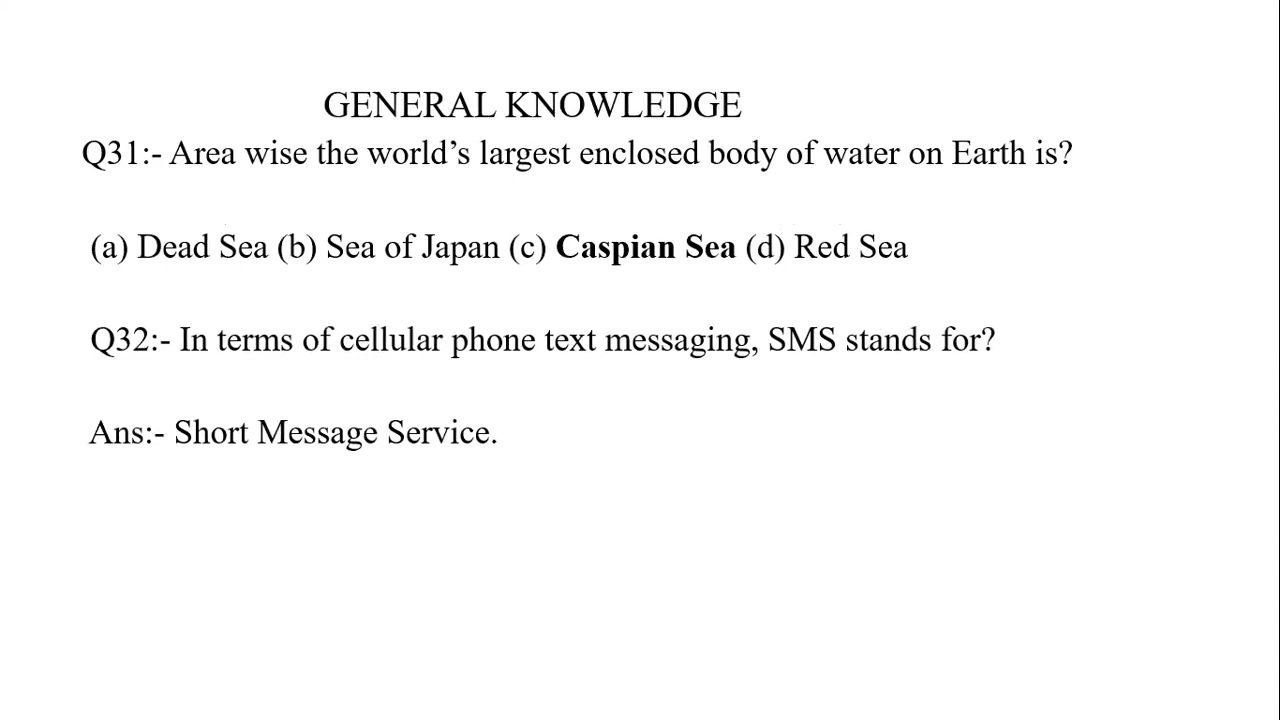 GENERAL KNOWLEDGE
Q31:- Area wise the world’s largest enclosed body of water on Earth is?
(a) Dead Sea (b) Sea of Japan (c) Caspian Sea (d) Red Sea
Q32:- In terms of cellular phone text messaging, SMS stands for?
Ans:- Short Message Service.